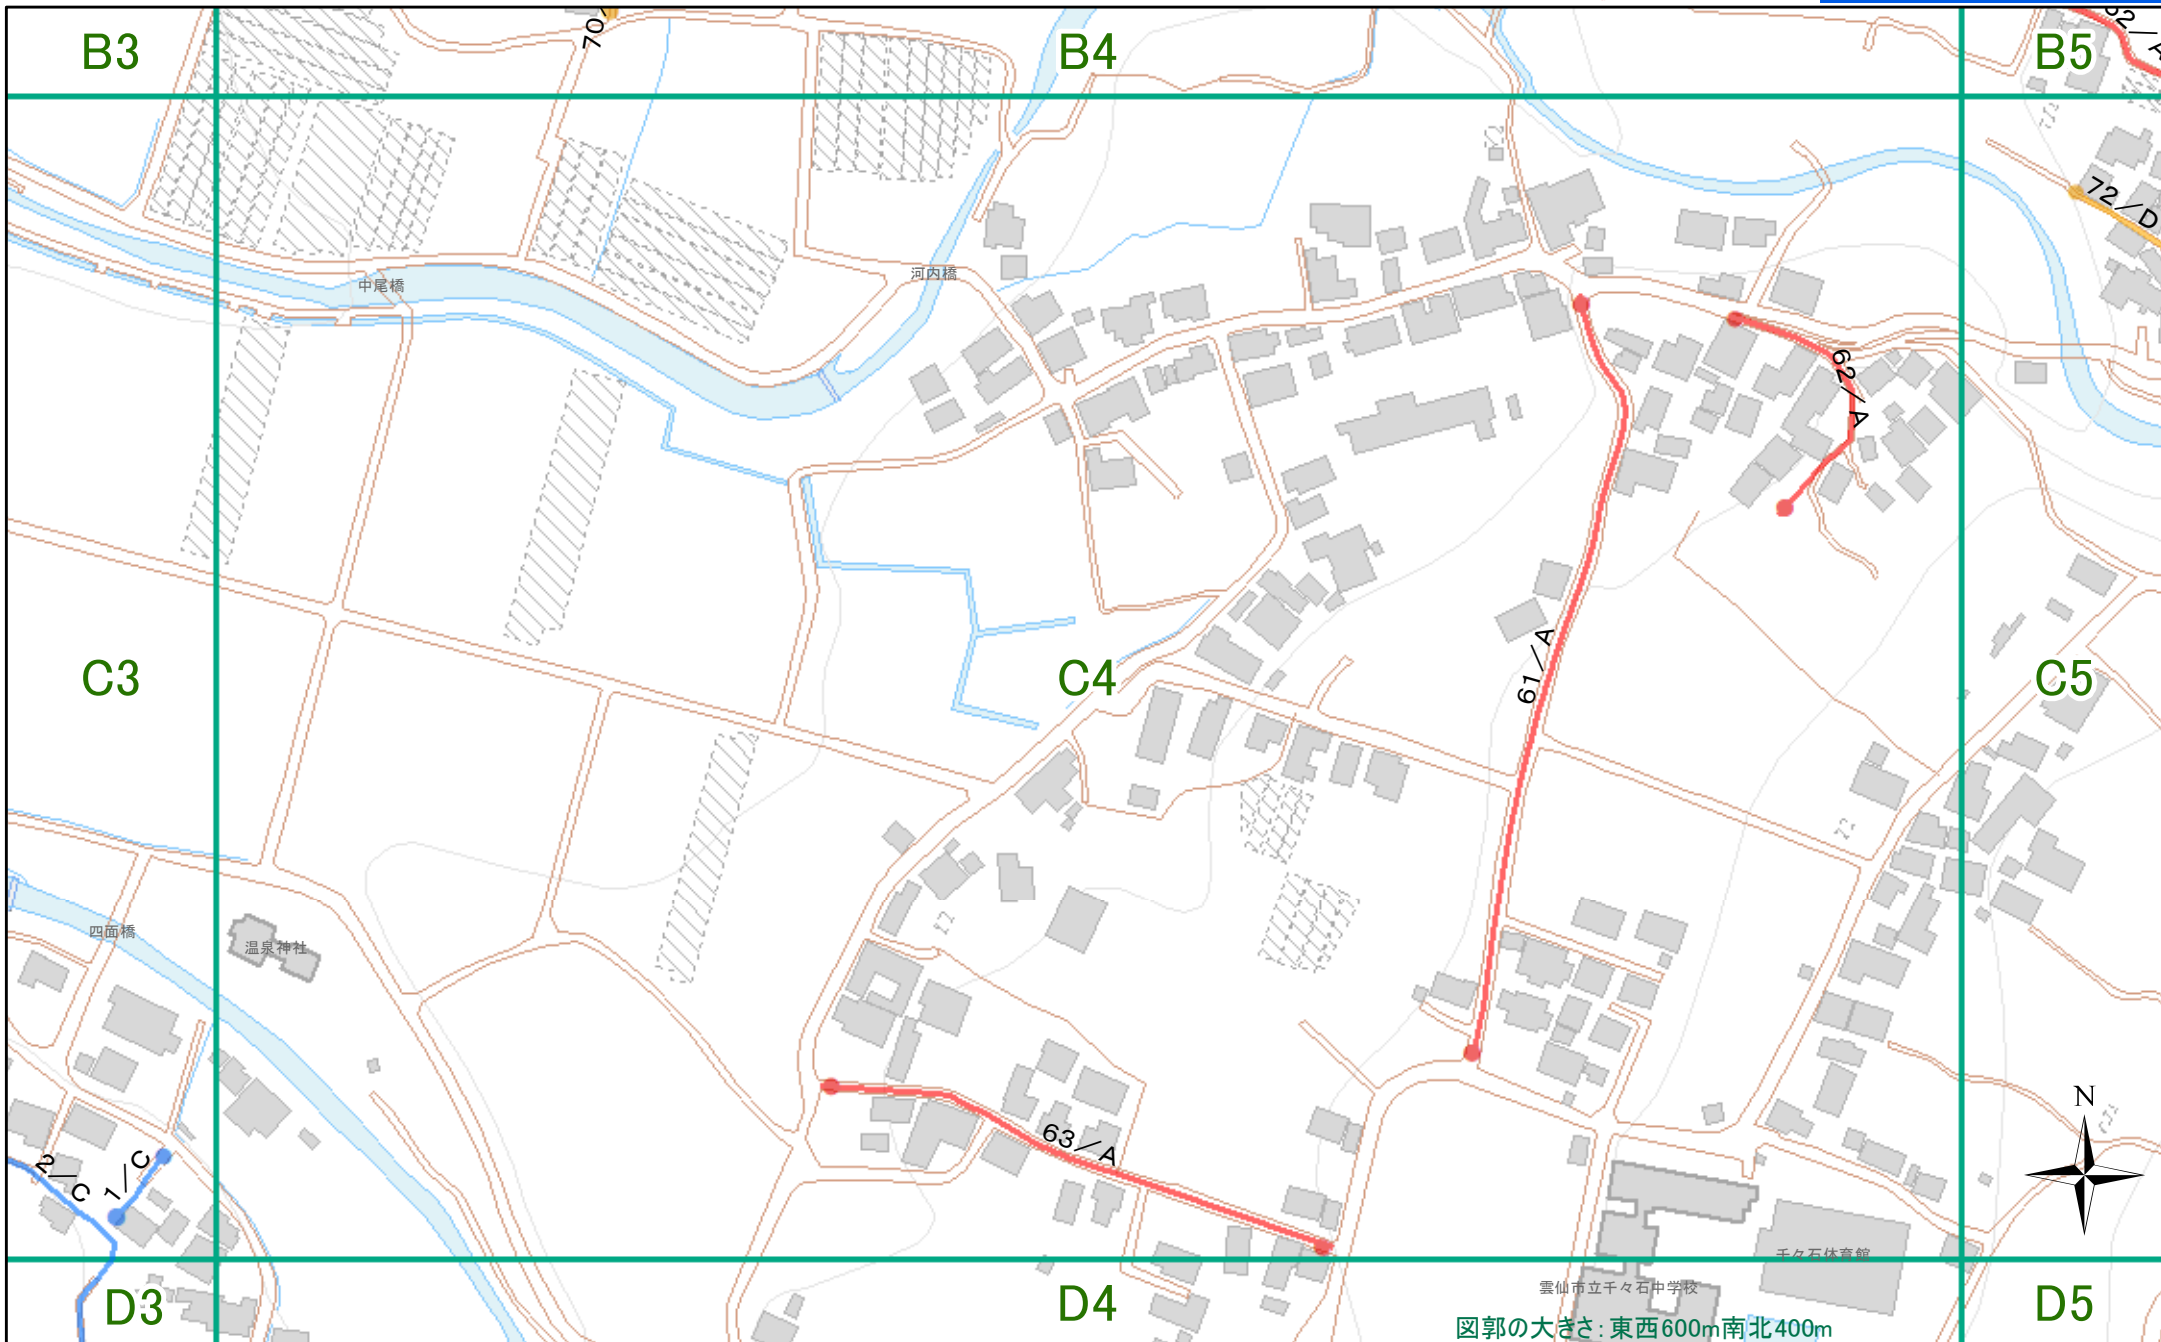 B3
70
B4
B5
62/A
72/D
河内橋
中尾橋
62/A
C3
C4
61/A
C5
72
72
四面橋
温泉神社
63/A
N
2/C
1/C
千々石体育館
D3
D4
雲仙市立千々石中学校
D5
図郭の大きさ：東西600m南北400m